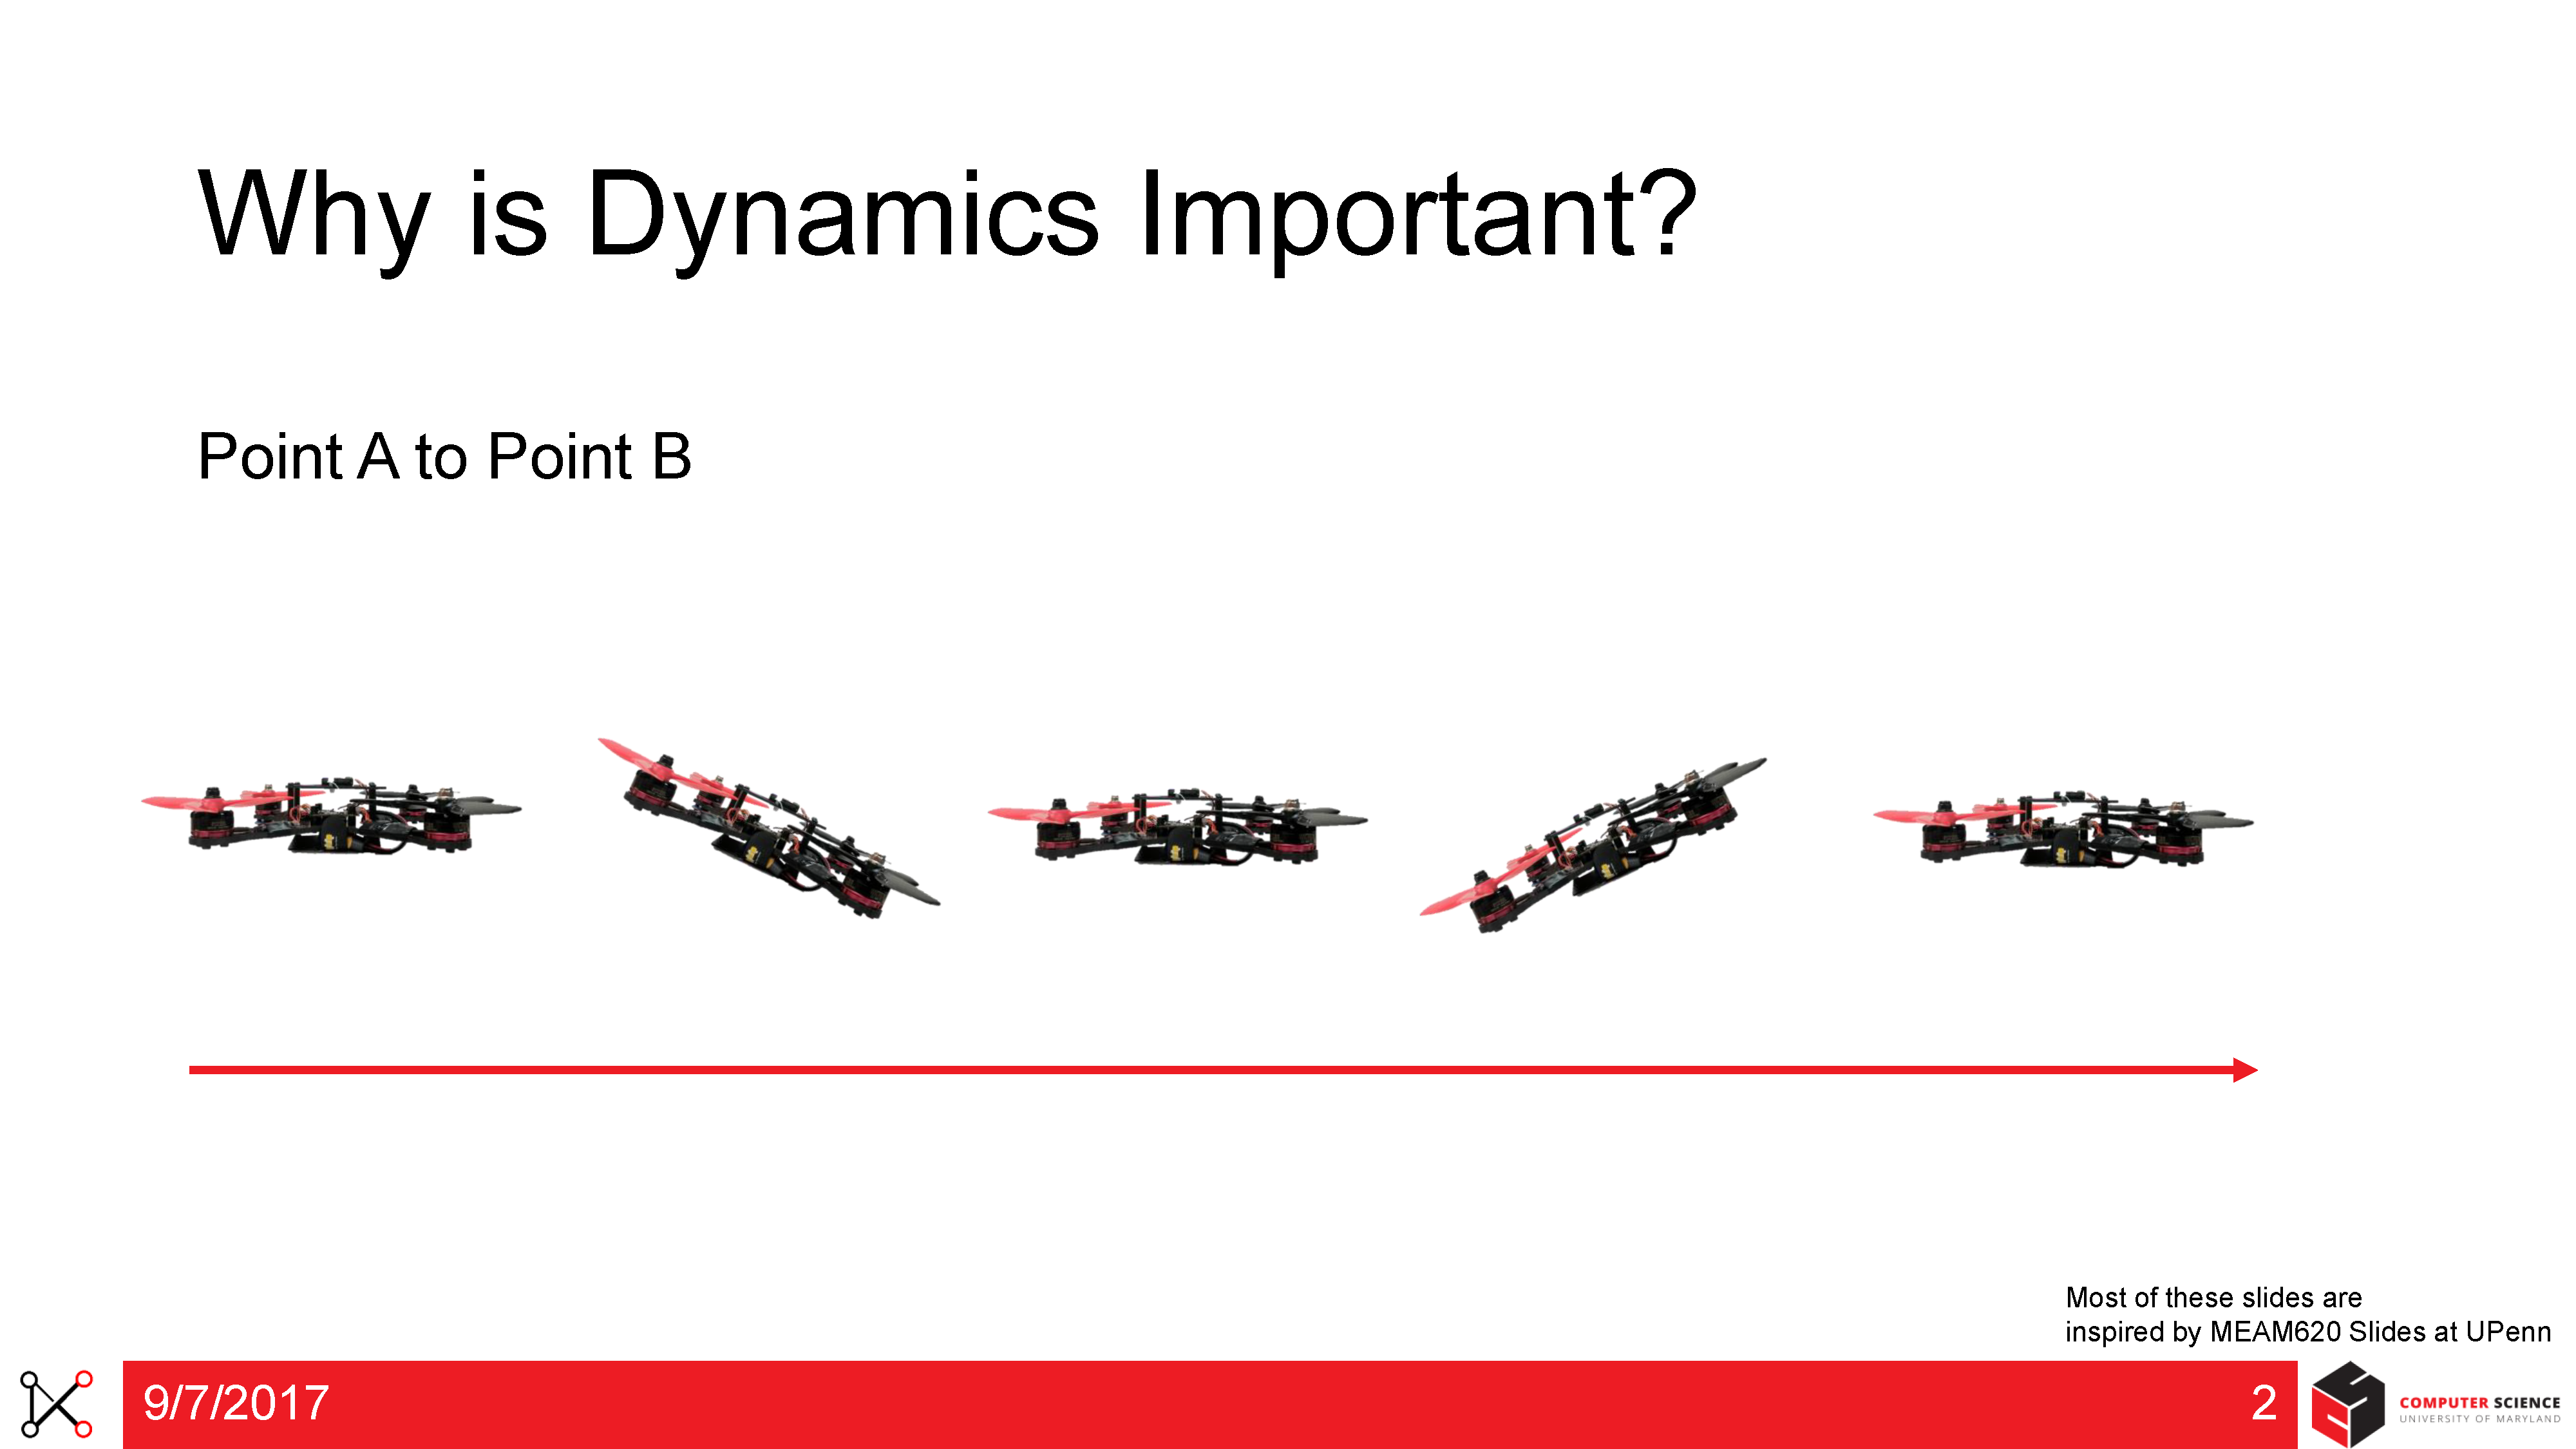 Why is Dynamics Important?
Point A to Point B
Most of these slides are
inspired by MEAM620 Slides at UPenn
9/7/2017
2
COMPUTER SCIENCE
UNIVERSITY OF MARYLAND